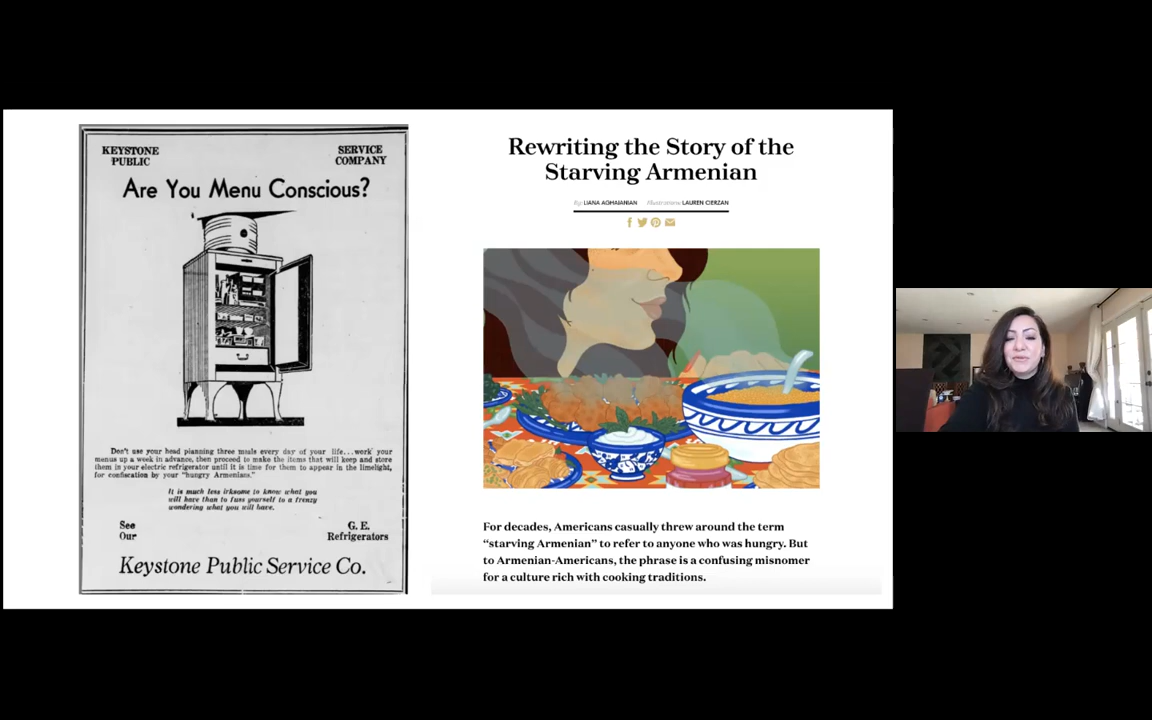 KEYSTONE
PUBLIC
SERVICE
COMPANY
Are You Menu Conscious?
Don't use your head planning three meals every day of your life...work your
menus up a week in advance, then proceed to make the items that will keep and store
them in your electric refrigerator until it is time for them to appear in the limelight,
for confiscation by your "hungry Armenians."
It is much less irksome to know what you
will have than to fuss yourself to a frenzy
wondering what you will have.
See
Our
G. E.
Refrigerators
Keystone Public Service Co.
Rewriting the Story of the
Starving Armenian
By: LIANA AGHAJANIAN Illustrations: LAUREN CIERZAN
For decades, Americans casually threw around the term
“starving Armenian” to refer to anyone who was hungry. But
to Armenian-Americans, the phrase is a confusing misnomer
for a culture rich with cooking traditions.